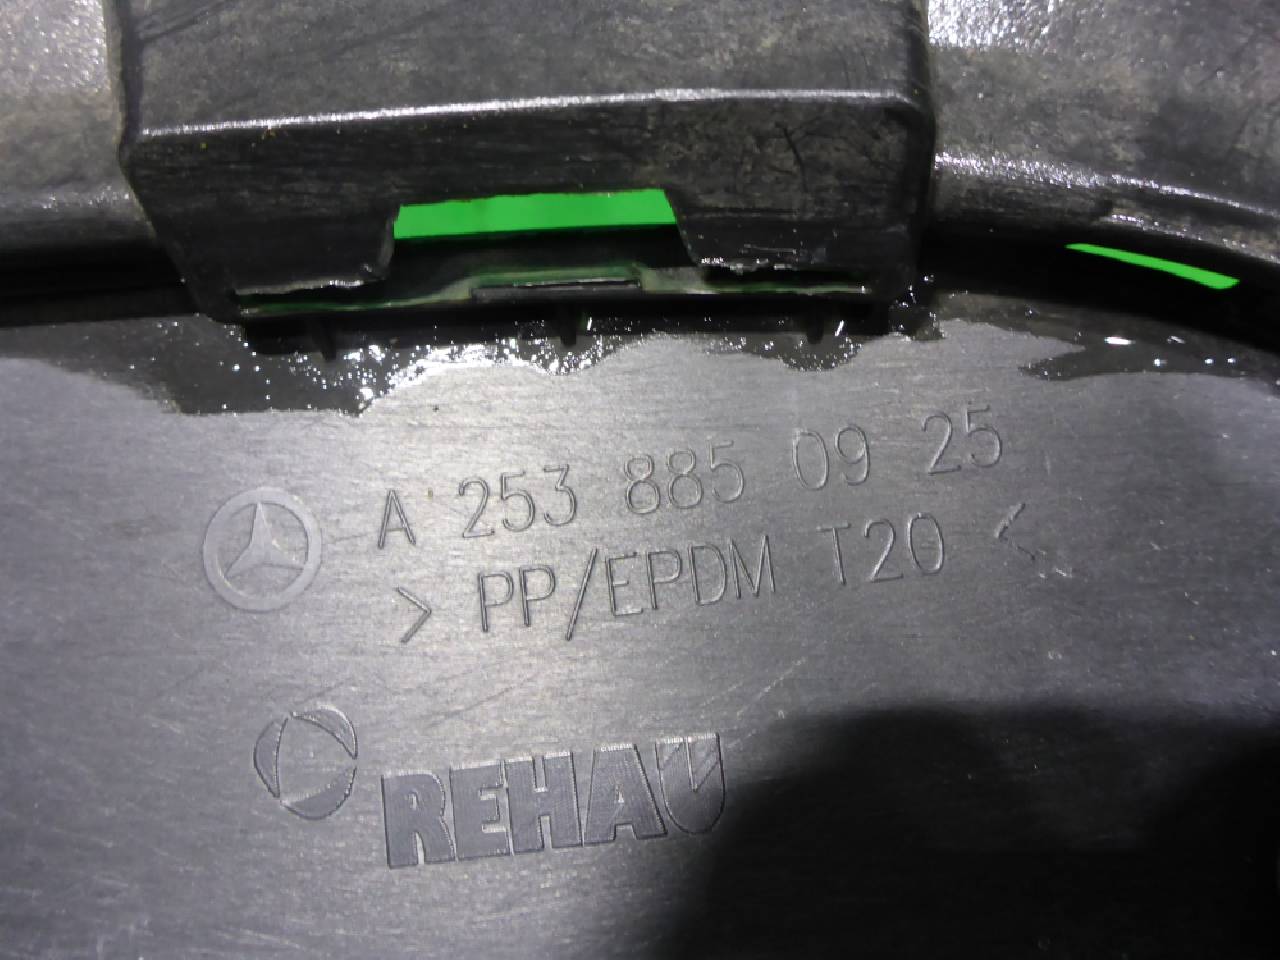 A 253 885 09 25
> PP/EPDM T20 <
REHAU